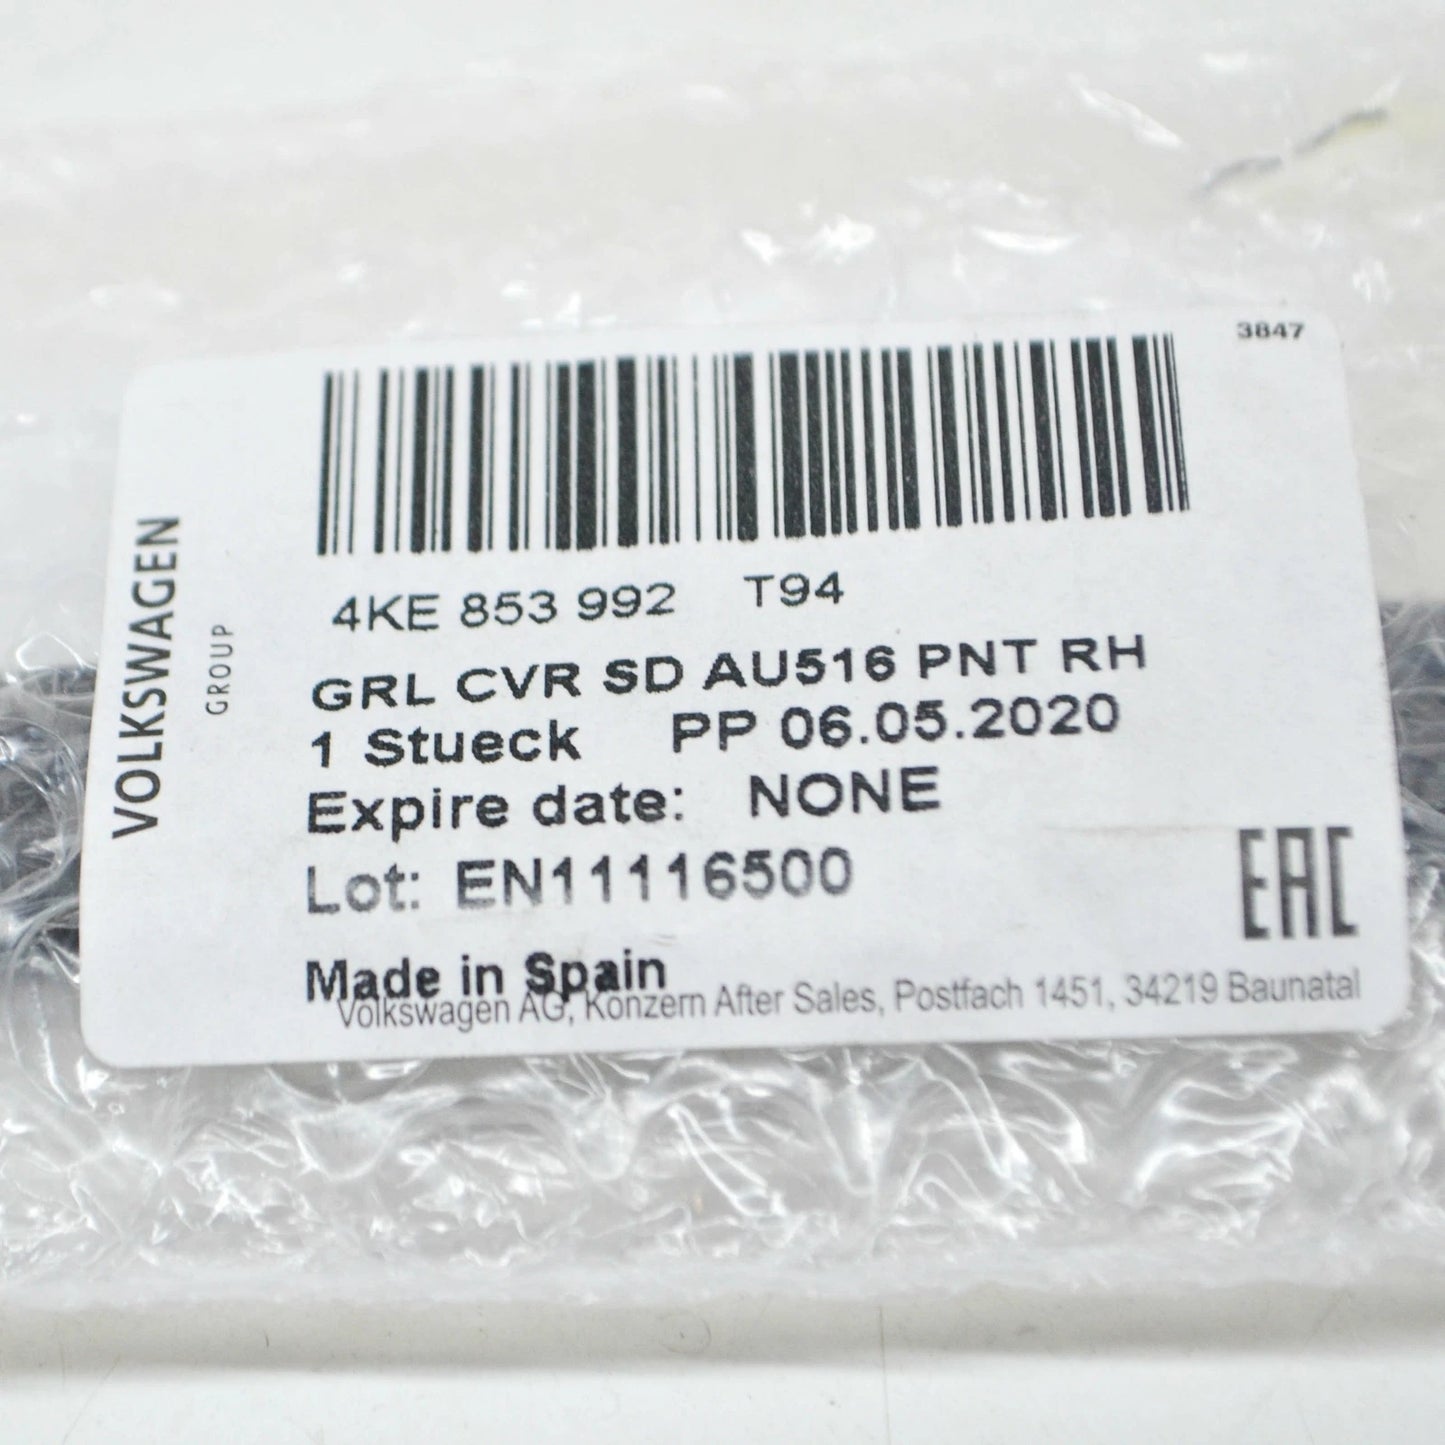 3847
VOLKSWAGEN
GROUP
4KE 853 992 T94
GRL CVR SD AU516 PNT RH
1 Stueck PP 06.05.2020
Expire date: NONE
Lot: EN11116500
EAC
Made in Spain
Volkswagen AG, Konzern After Sales, Postfach 1451, 34219 Baunatal